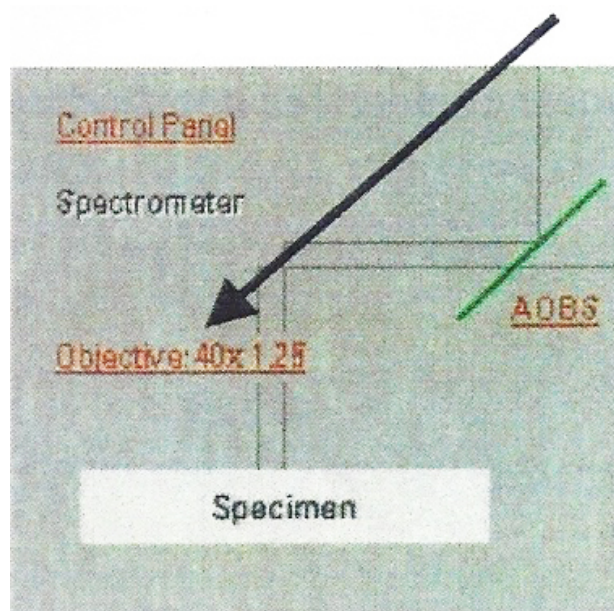 Control Panel
Spectrometer
AOBS
Objective: 40x 1.25
Specimen